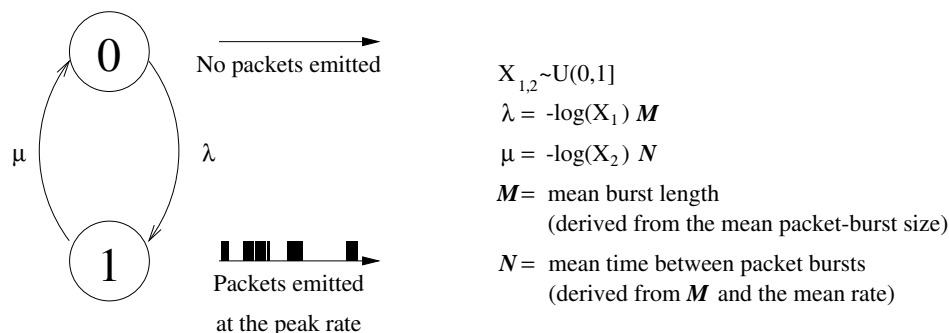 0
No packets emitted
μ
λ
1
Packets emitted
at the peak rate
X1,2~U(0,1]
λ = -log(X1) M
μ = -log(X2) N
M = mean burst length
(derived from the mean packet-burst size)
N = mean time between packet bursts
(derived from M and the mean rate)